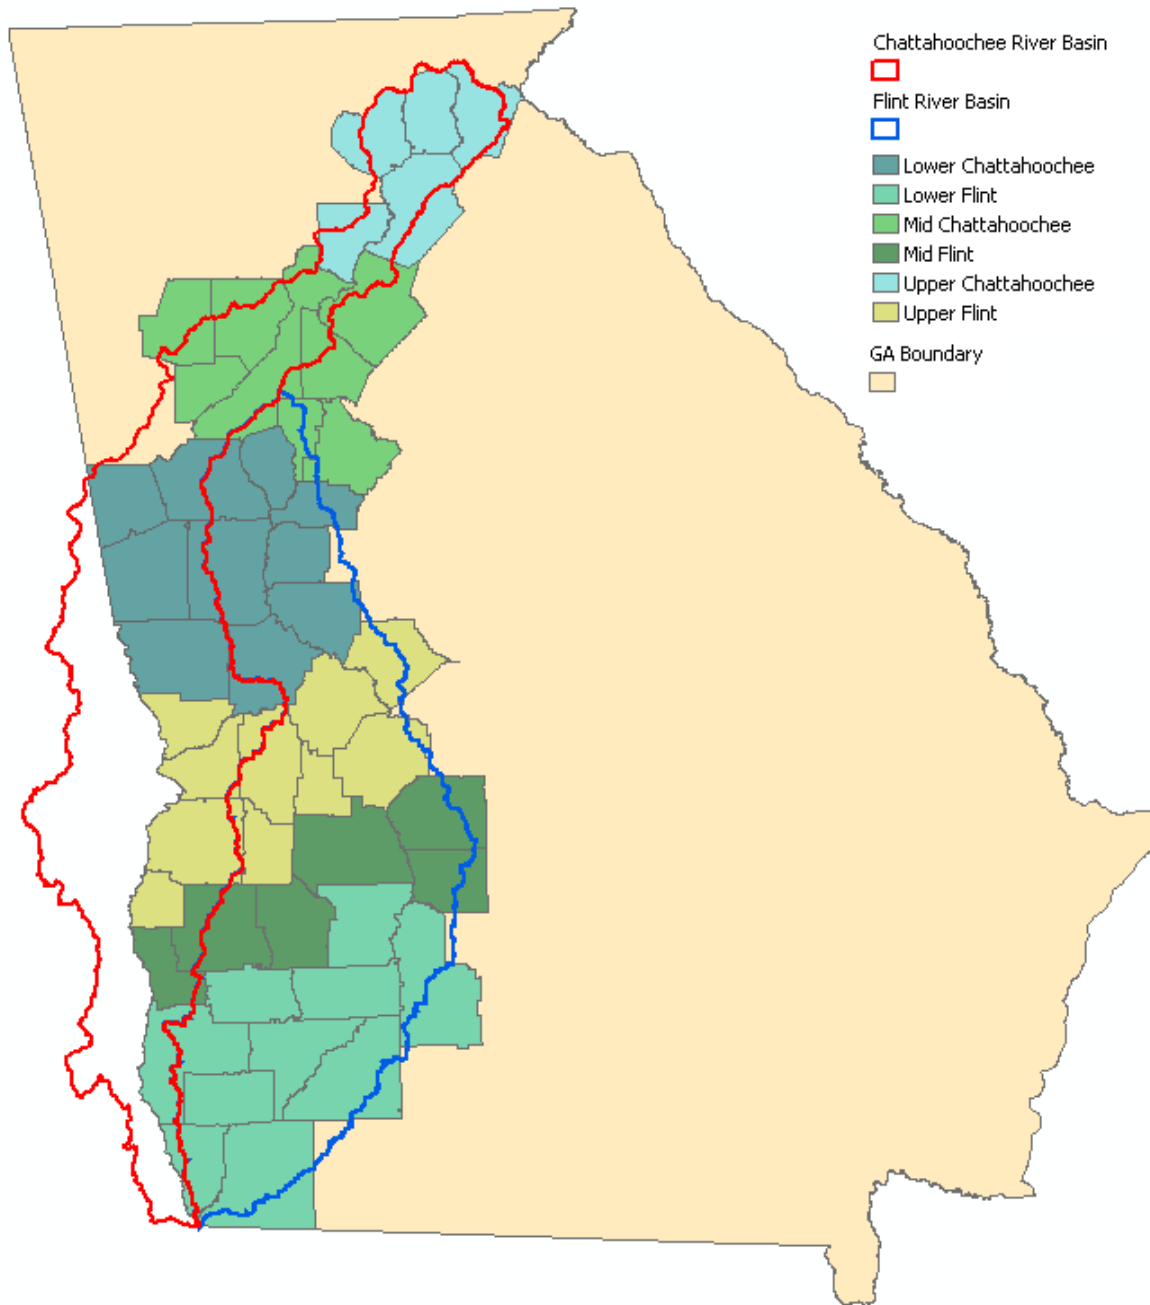 Chattahoochee River Basin
Flint River Basin
Lower Chattahoochee
Lower Flint
Mid Chattahoochee
Mid Flint
Upper Chattahoochee
Upper Flint
GA Boundary